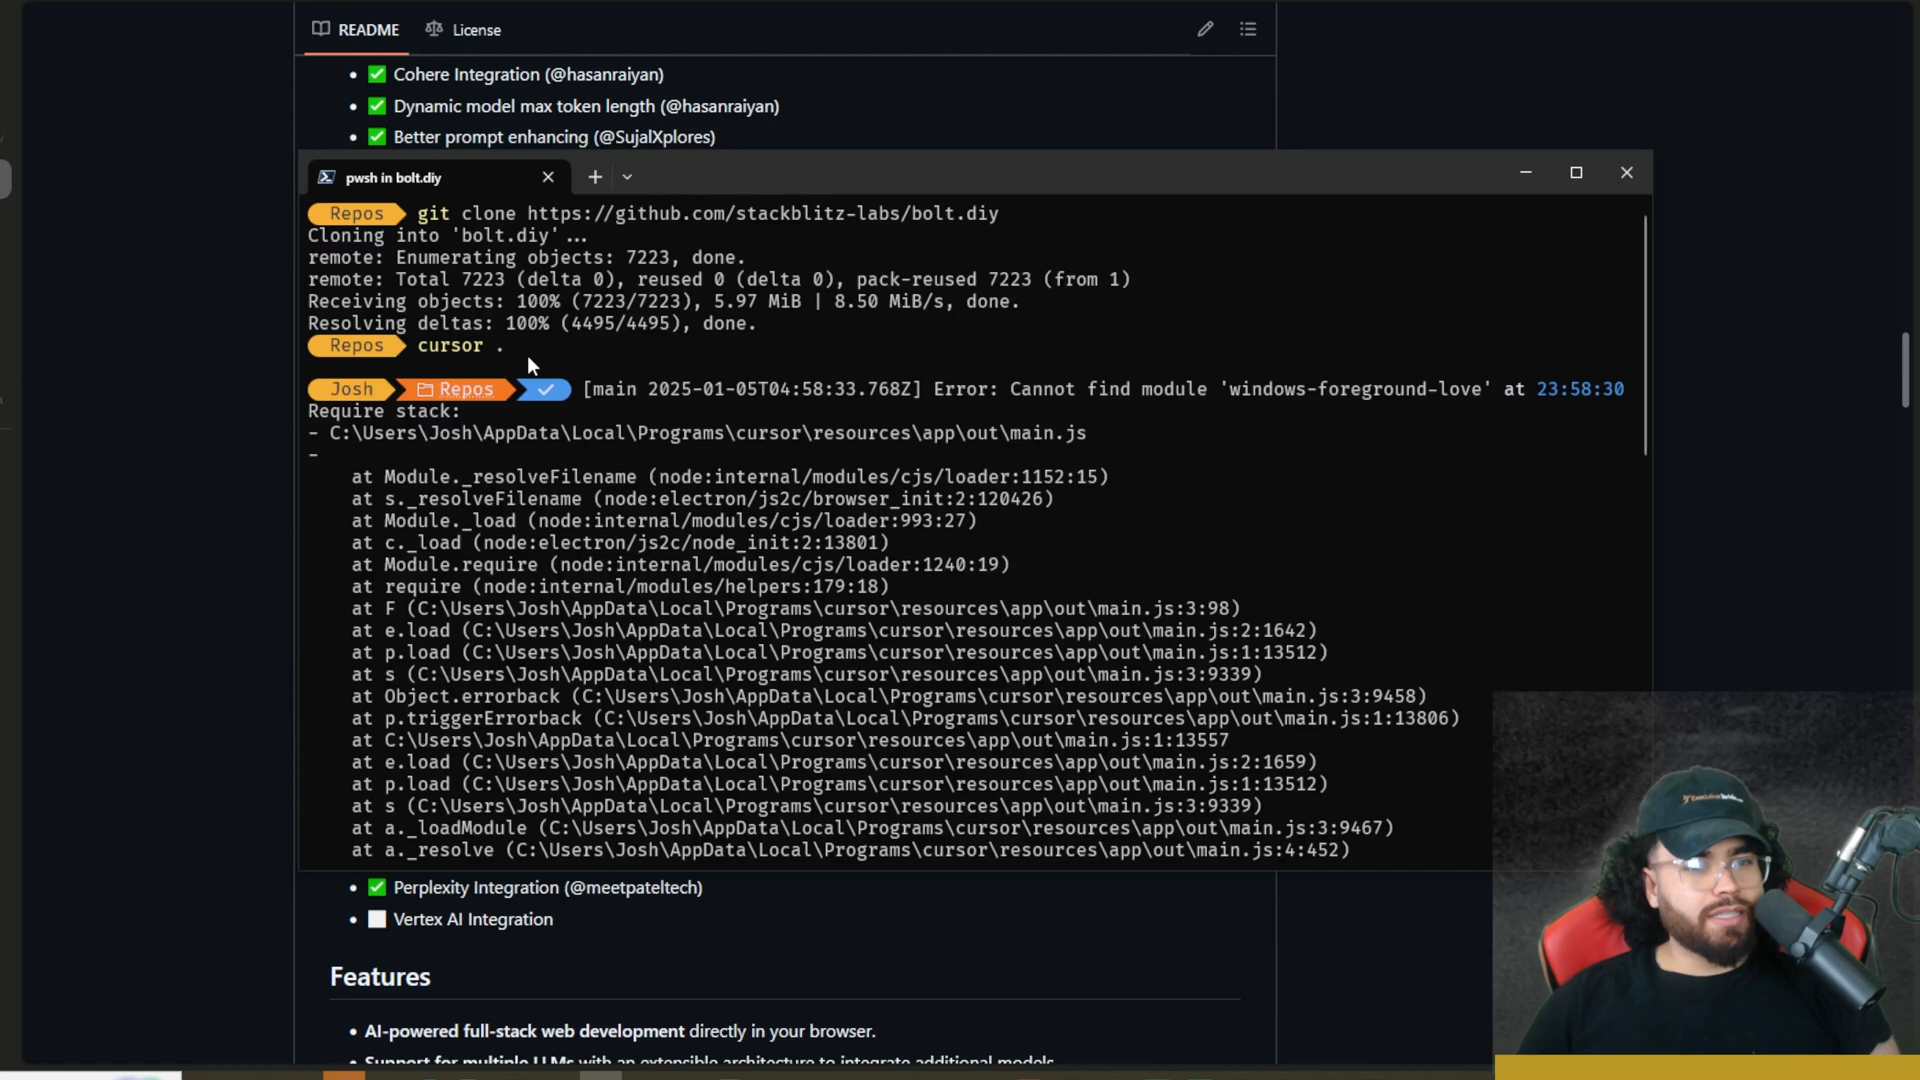 README
License
✅ Cohere Integration (@hasanraiyan)
✅ Dynamic model max token length (@hasanraiyan)
✅ Better prompt enhancing (@SujalXplores)
pwsh in bolt.diy
Repos git clone https://github.com/stackblitz-labs/bolt.diy
Cloning into 'bolt.diy'...
remote: Enumerating objects: 7223, done.
remote: Total 7223 (delta 0), reused 0 (delta 0), pack-reused 7223 (from 1)
Receiving objects: 100% (7223/7223), 5.97 MiB | 8.50 MiB/s, done.
Resolving deltas: 100% (4495/4495), done.
Repos cursor .
Josh Repos ✓ [main 2025-01-05T04:58:33.768Z] Error: Cannot find module 'windows-foreground-love' at 23:58:30
Require stack:
- C:\Users\Josh\AppData\Local\Programs\cursor\resources\app\out\main.js
-
at Module._resolveFilename (node:internal/modules/cjs/loader:1152:15)
at s._resolveFilename (node:electron/js2c/browser_init:2:120426)
at Module._load (node:internal/modules/cjs/loader:993:27)
at c._load (node:electron/js2c/node_init:2:13801)
at Module.require (node:internal/modules/cjs/loader:1240:19)
at require (node:internal/modules/helpers:179:18)
at F (C:\Users\Josh\AppData\Local\Programs\cursor\resources\app\out\main.js:3:98)
at e.load (C:\Users\Josh\AppData\Local\Programs\cursor\resources\app\out\main.js:2:1642)
at p.load (C:\Users\Josh\AppData\Local\Programs\cursor\resources\app\out\main.js:1:13512)
at s (C:\Users\Josh\AppData\Local\Programs\cursor\resources\app\out\main.js:3:9339)
at Object.errorback (C:\Users\Josh\AppData\Local\Programs\cursor\resources\app\out\main.js:3:9458)
at p.triggerErrorback (C:\Users\Josh\AppData\Local\Programs\cursor\resources\app\out\main.js:1:13806)
at C:\Users\Josh\AppData\Local\Programs\cursor\resources\app\out\main.js:1:13557
at e.load (C:\Users\Josh\AppData\Local\Programs\cursor\resources\app\out\main.js:2:1659)
at p.load (C:\Users\Josh\AppData\Local\Programs\cursor\resources\app\out\main.js:1:13512)
at s (C:\Users\Josh\AppData\Local\Programs\cursor\resources\app\out\main.js:3:9339)
at a._loadModule (C:\Users\Josh\AppData\Local\Programs\cursor\resources\app\out\main.js:3:9467)
at a._resolve (C:\Users\Josh\AppData\Local\Programs\cursor\resources\app\out\main.js:4:452)
✅ Perplexity Integration (@meetpateltech)
⬜ Vertex AI Integration
Features
AI-powered full-stack web development directly in your browser.
Support for multiple LLMs with an extensible architecture to integrate additional models.